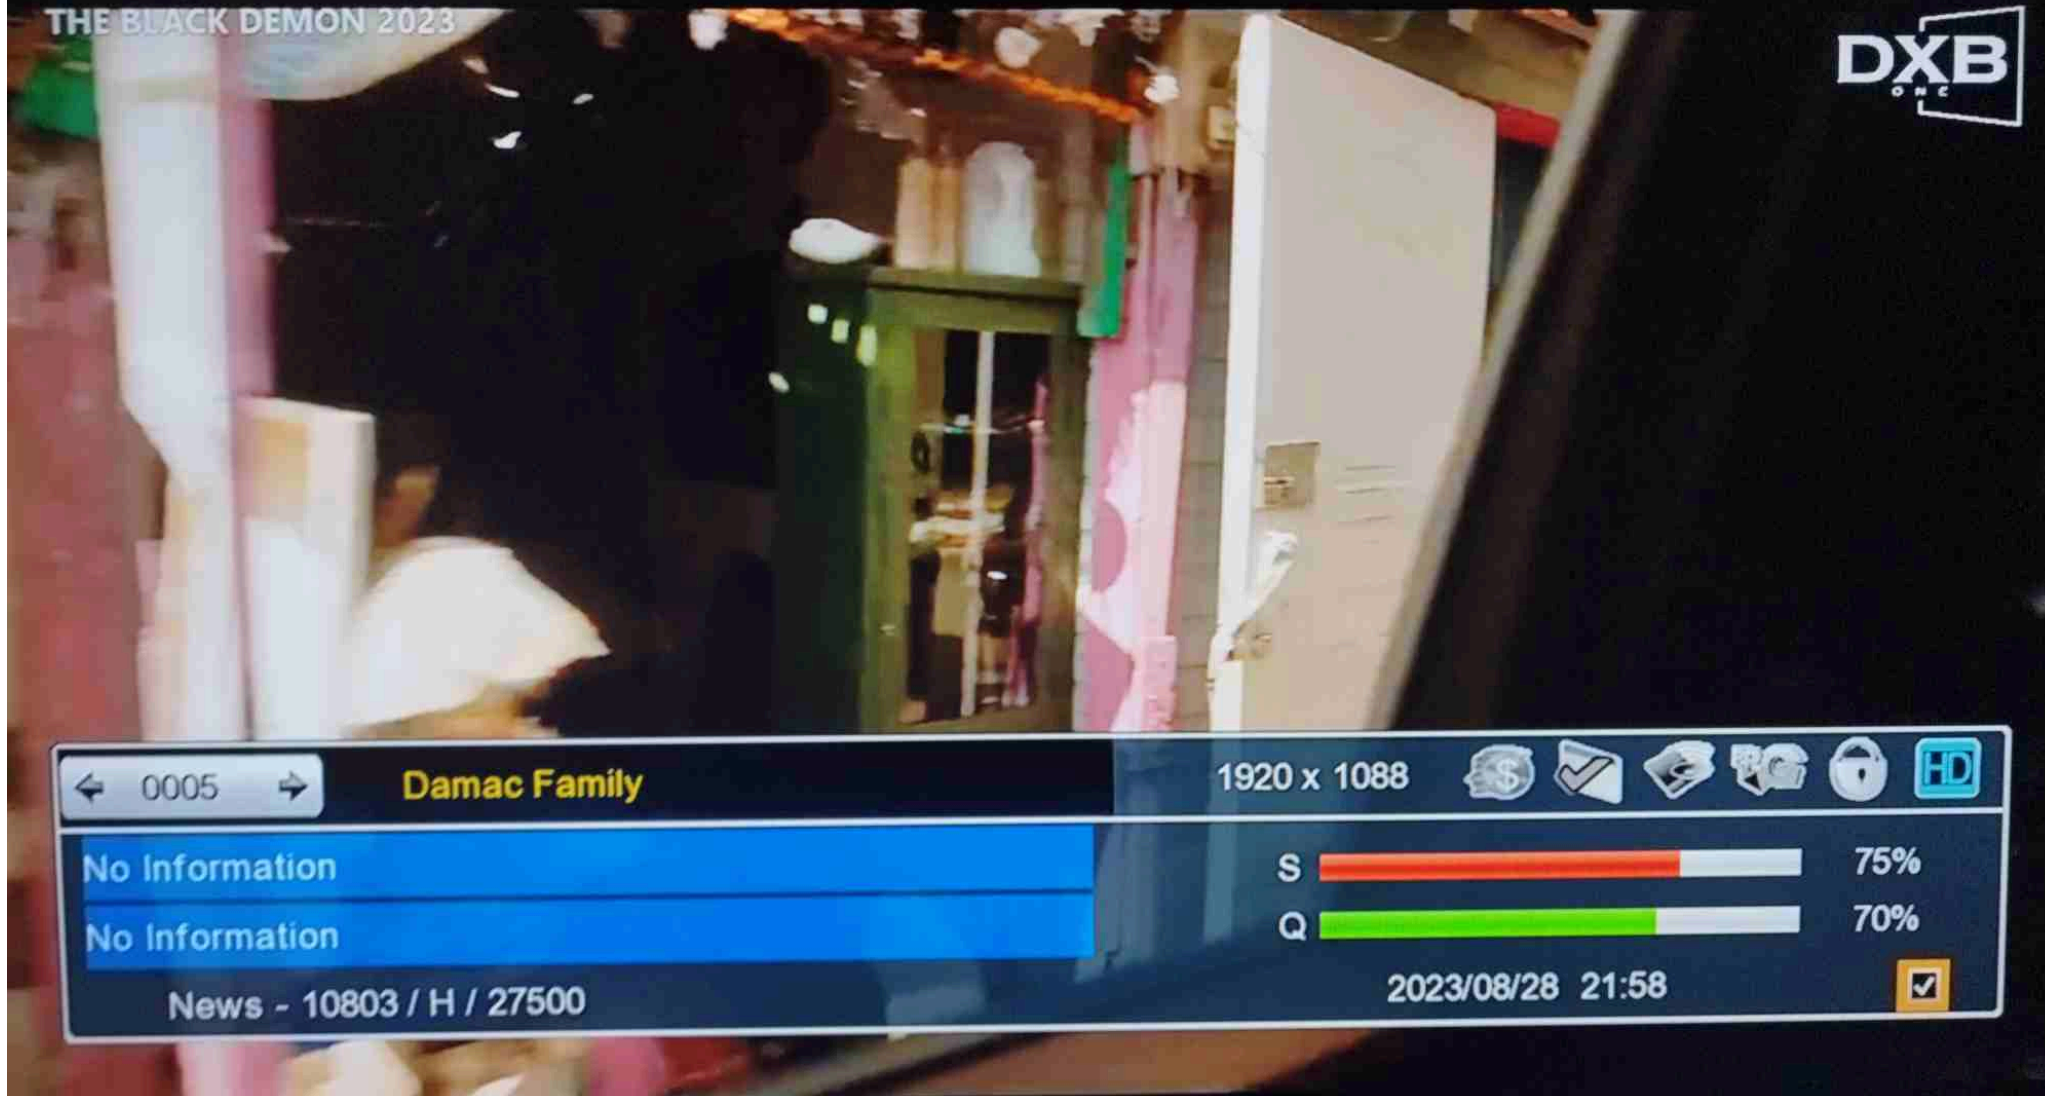 THE BLACK DEMON 2023
DXB
ONE
0005
Damac Family
1920 x 1088
HD
No Information
S 75%
No Information
Q 70%
News - 10803 / H / 27500
2023/08/28 21:58